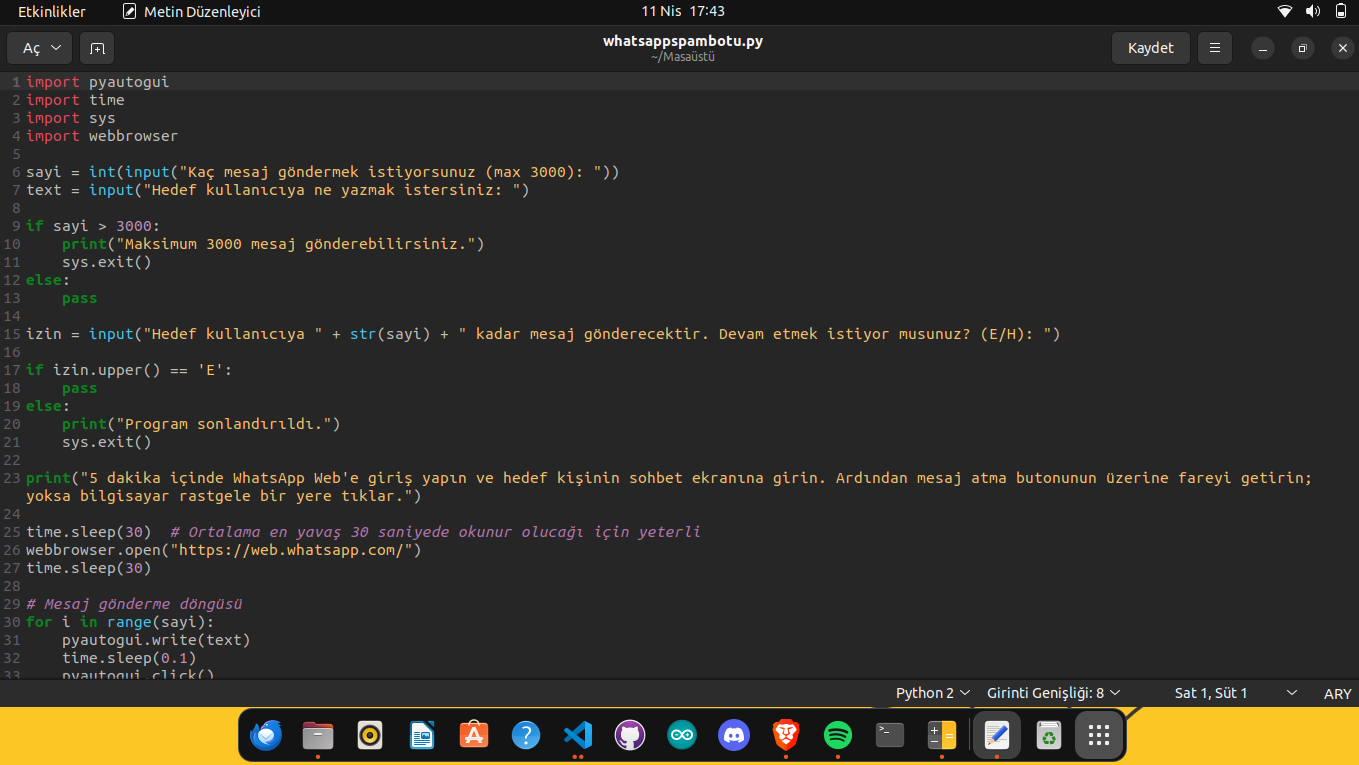 Etkinlikler
Metin Düzenleyici
11 Nis 17:43
Aç
whatsappspambotu.py
~/Masaüstü
Kaydet
1 import pyautogui
2 import time
3 import sys
4 import webbrowser
5
6 sayi = int(input("Kaç mesaj göndermek istiyorsunuz (max 3000): "))
7 text = input("Hedef kullanıcıya ne yazmak istersiniz: ")
8
9 if sayi > 3000:
10     print("Maksimum 3000 mesaj gönderebilirsiniz.")
11     sys.exit()
12 else:
13     pass
14
15 izin = input("Hedef kullanıcıya " + str(sayi) + " kadar mesaj gönderecektir. Devam etmek istiyor musunuz? (E/H): ")
16
17 if izin.upper() == 'E':
18     pass
19 else:
20     print("Program sonlandırıldı.")
21     sys.exit()
22
23 print("5 dakika içinde WhatsApp Web'e giriş yapın ve hedef kişinin sohbet ekranına girin. Ardından mesaj atma butonunun üzerine fareyi getirin;
yoksa bilgisayar rastgele bir yere tıklar.")
24
25 time.sleep(30)  # Ortalama en yavaş 30 saniyede okunur olucağı için yeterli
26 webbrowser.open("https://web.whatsapp.com/")
27 time.sleep(30)
28
29 # Mesaj gönderme döngüsü
30 for i in range(sayi):
31     pyautogui.write(text)
32     time.sleep(0.1)
33     pyautogui.click()
Python 2
Girinti Genişliği: 8
Sat 1, Süt 1
ARY